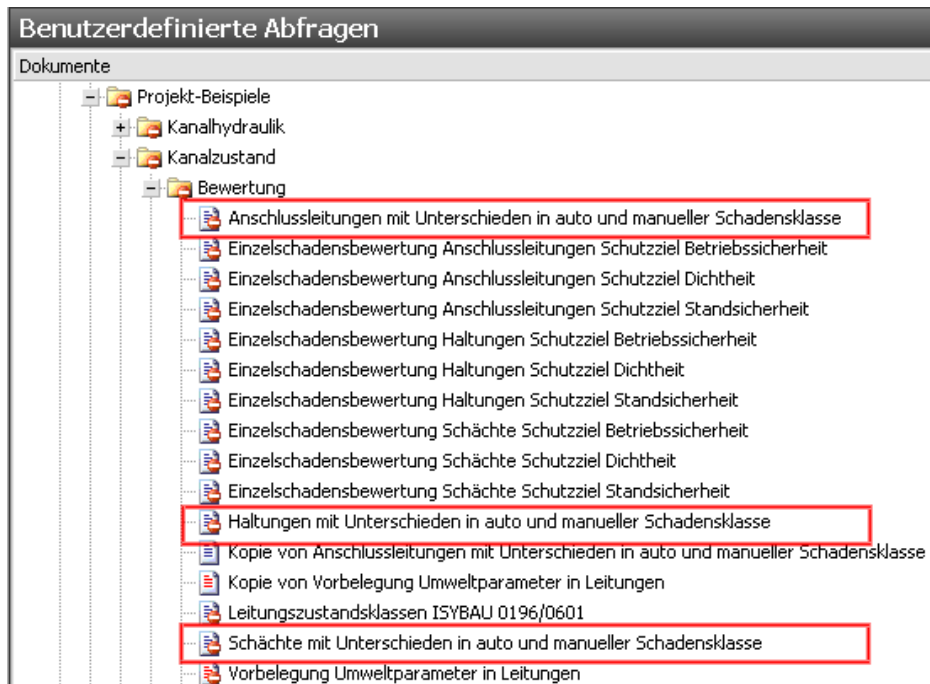 Benutzerdefinierte Abfragen
Dokumente
Projekt-Beispiele
Kanalhydraulik
Kanalzustand
Bewertung
Anschlussleitungen mit Unterschieden in auto und manueller Schadensklasse
Einzelschadensbewertung Anschlussleitungen Schutzziel Betriebssicherheit
Einzelschadensbewertung Anschlussleitungen Schutzziel Dichtheit
Einzelschadensbewertung Anschlussleitungen Schutzziel Standsicherheit
Einzelschadensbewertung Haltungen Schutzziel Betriebssicherheit
Einzelschadensbewertung Haltungen Schutzziel Dichtheit
Einzelschadensbewertung Haltungen Schutzziel Standsicherheit
Einzelschadensbewertung Schächte Schutzziel Betriebssicherheit
Einzelschadensbewertung Schächte Schutzziel Dichtheit
Einzelschadensbewertung Schächte Schutzziel Standsicherheit
Haltungen mit Unterschieden in auto und manueller Schadensklasse
Kopie von Anschlussleitungen mit Unterschieden in auto und manueller Schadensklasse
Kopie von Vorbelegung Umweltparameter in Leitungen
Leitungszustandsklassen ISYBAU 0196/0601
Schächte mit Unterschieden in auto und manueller Schadensklasse
Vorbelegung Umweltparameter in Leitungen